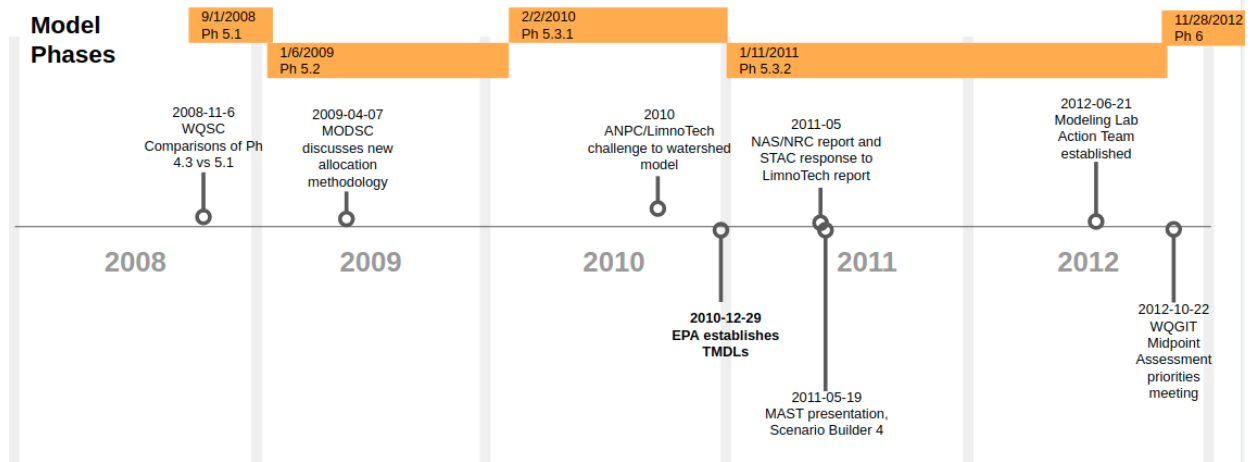 Model
Phases
9/1/2008
Ph 5.1
1/6/2009
Ph 5.2
2/2/2010
Ph 5.3.1
1/11/2011
Ph 5.3.2
11/28/2012
Ph 6
2008-11-6
WQSC
Comparisons of Ph
4.3 vs 5.1
2009-04-07
MODSC
discusses new
allocation
methodology
2010
ANPC/LimnoTech
challenge to watershed
model
2011-05
NAS/NRC report and
STAC response to
LimnoTech report
2012-06-21
Modeling Lab
Action Team
established
2008
2009
2010
2011
2012
2010-12-29
EPA establishes
TMDLs
2011-05-19
MAST presentation,
Scenario Builder 4
2012-10-22
WQGIT
Midpoint
Assessment
priorities
meeting